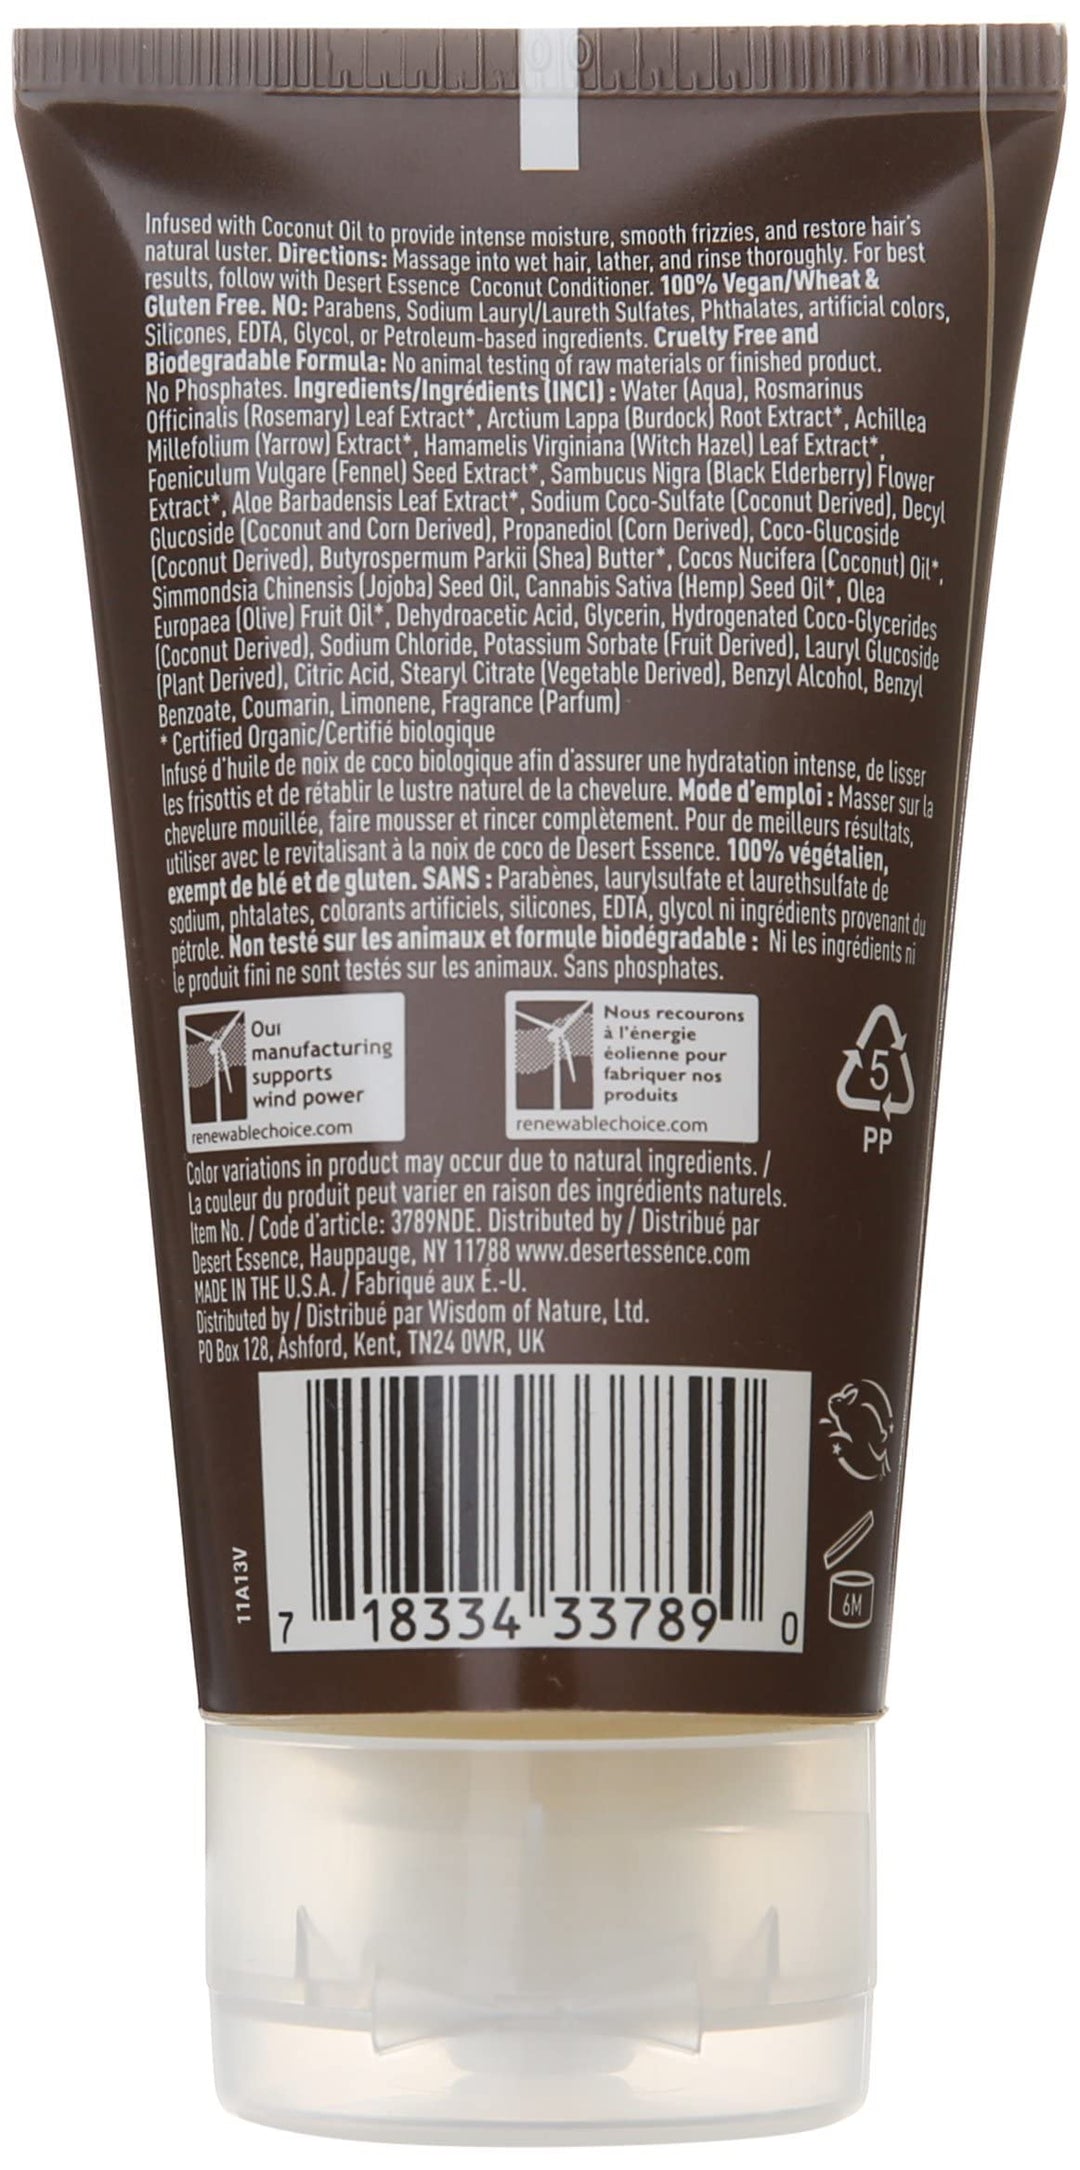 Infused with Coconut Oil to provide intense moisture, smooth frizzies, and restore hair's
natural luster. Directions: Massage into wet hair, lather, and rinse thoroughly. For best
results, follow with Desert Essence Coconut Conditioner. 100% Vegan/Wheat &
Gluten Free. NO: Parabens, Sodium Lauryl/Laureth Sulfates, Phthalates, artificial colors,
Silicones, EDTA, Glycol, or Petroleum-based ingredients. Cruelty Free and
Biodegradable Formula: No animal testing of raw materials or finished product.
No Phosphates. Ingredients/Ingrédients (INCI) : Water (Aqua), Rosmarinus
Officinalis (Rosemary) Leaf Extract*, Arctium Lappa (Burdock) Root Extract*, Achillea
Millefolium (Yarrow) Extract*, Hamamelis Virginiana (Witch Hazel) Leaf Extract*,
Foeniculum Vulgare (Fennel) Seed Extract*, Sambucus Nigra (Black Elderberry) Flower
Extract*, Aloe Barbadensis Leaf Extract*, Sodium Coco-Sulfate (Coconut Derived), Decyl
Glucoside (Coconut and Corn Derived), Propanediol (Corn Derived), Coco-Glucoside
(Coconut Derived), Butyrospermum Parkii (Shea) Butter*, Cocos Nucifera (Coconut) Oil*,
Simmondsia Chinensis (Jojoba) Seed Oil, Cannabis Sativa (Hemp) Seed Oil*, Olea
Europaea (Olive) Fruit Oil*, Dehydroacetic Acid, Glycerin, Hydrogenated Coco-Glycerides
(Coconut Derived), Sodium Chloride, Potassium Sorbate (Fruit Derived), Lauryl Glucoside
(Plant Derived), Citric Acid, Stearyl Citrate (Vegetable Derived), Benzyl Alcohol, Benzyl
Benzoate, Coumarin, Limonene, Fragrance (Parfum)
* Certified Organic/Certifié biologique
Infusé d'huile de noix de coco biologique afin d'assurer une hydratation intense, de lisser
les frisottis et de rétablir le lustre naturel de la chevelure. Mode d'emploi : Masser sur la
chevelure mouillée, faire mousser et rincer complètement. Pour de meilleurs résultats,
utiliser avec le revitalisant à la noix de coco de Desert Essence. 100% végétalien,
exempt de blé et de gluten. SANS : Parabènes, laurylsulfate et laurethsulfate de
sodium, phtalates, colorants artificiels, silicones, EDTA, glycol ni ingrédients provenant du
pétrole. Non testé sur les animaux et formule biodégradable : Ni les ingrédients ni
le produit fini ne sont testés sur les animaux. Sans phosphates.
Our
manufacturing
supports
wind power
renewablechoice.com
Nous recourons
à l'énergie
éolienne pour
fabriquer nos
produits
renewablechoice.com
5
PP
Color variations in product may occur due to natural ingredients. /
La couleur du produit peut varier en raison des ingrédients naturels.
Item No. / Code d'article: 3789NDE. Distributed by / Distribué par
Desert Essence, Hauppauge, NY 11788 www.desertessence.com
MADE IN THE U.S.A. / Fabriqué aux É.-U.
Distributed by / Distribué par Wisdom of Nature, Ltd.
PO Box 128, Ashford, Kent, TN24 0WR, UK
11A13V
7 18334 33789 0
6M